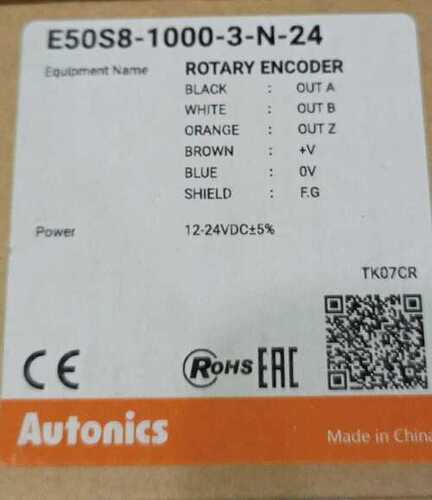 E50S8-1000-3-N-24
Equipment Name ROTARY ENCODER
BLACK : OUT A
WHITE : OUT B
ORANGE : OUT Z
BROWN : +V
BLUE : 0V
SHIELD : F.G
Power 12-24VDC±5%
TK07CR
CE RoHS EAC
Autonics
Made in China